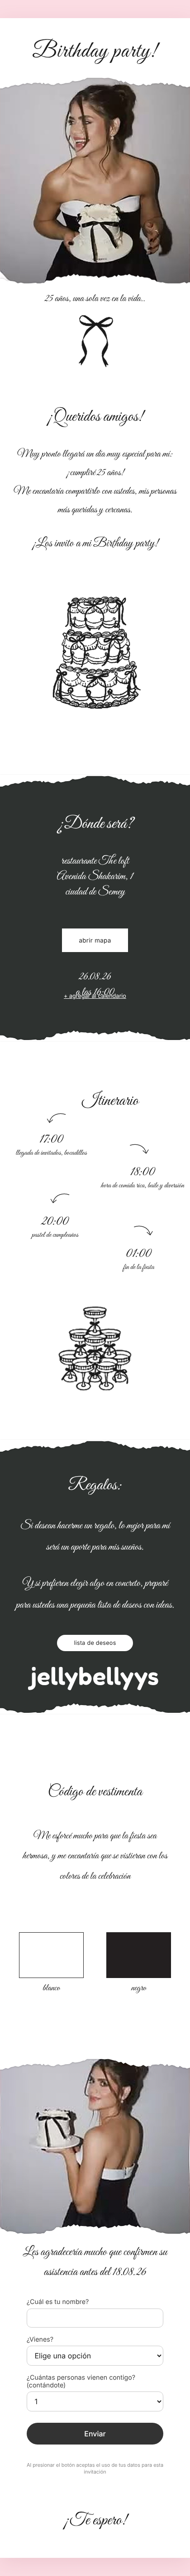 Birthday party!
25 años, una sola vez en la vida...
¡Queridos amigos!
Muy pronto llegará un día muy especial para mí:
¡cumpliré 25 años!
Me encantaría compartirlo con ustedes, mis personas
más queridas y cercanas.
¡Los invito a mi Birthday party!
¿Dónde será?
restaurante The loft
Avenida Shakarim, 1
ciudad de Semey
abrir mapa
26.08.26
a las 16:00
+ agregar al calendario
Itinerario
17:00
llegada de invitados, bocadillos
18:00
hora de comida rica, baile y diversión
20:00
pastel de cumpleaños
01:00
fin de la fiesta
Regalos:
Si desean hacerme un regalo, lo mejor para mí
será un aporte para mis sueños.
Y si prefieren elegir algo en concreto, preparé
para ustedes una pequeña lista de deseos con ideas.
lista de deseos
jellybellyys
Código de vestimenta
Me esforcé mucho para que la fiesta sea
hermosa, y me encantaría que se vistieran con los
colores de la celebración
blanco
negro
Les agradecería mucho que confirmen su
asistencia antes del 18.08.26
¿Cuál es tu nombre?
¿Vienes?
Elige una opción
¿Cuántas personas vienen contigo?
(contándote)
1
Enviar
Al presionar el botón aceptas el uso de tus datos para esta
invitación
¡Te espero!